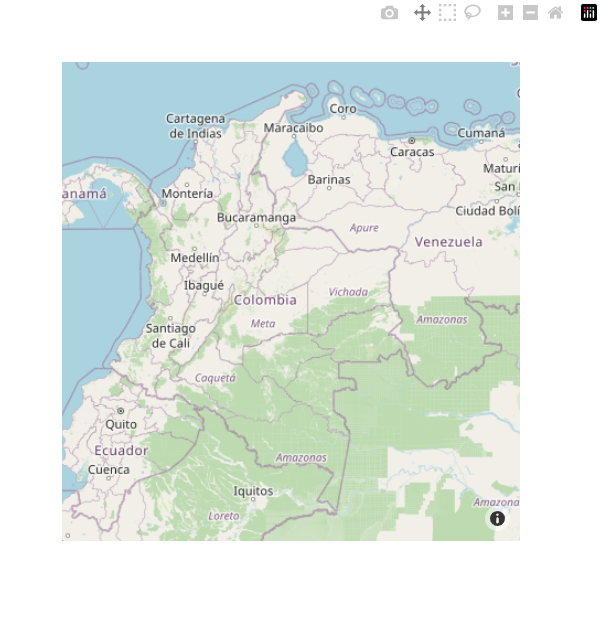 Coro
Cartagena
de Indias
Maracaibo
Cumaná
Caracas
Barinas
Montería
Bucaramanga
Ciudad Bolí
Apure
Venezuela
Medellín
Ibagué
Colombia
Vichada
Meta
Amazonas
Santiago
de Cali
Caquetá
Quito
Ecuador
Cuenca
Amazonas
Iquitos
Loreto
Amazona
anamá
Maturi
San